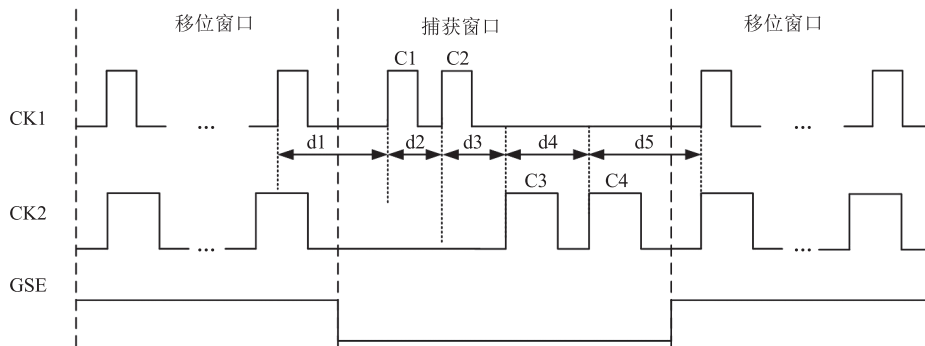 移位窗口 捕获窗口 移位窗口
C1 C2
CK1 ... ...
d1 d2 d3 d4 d5
C3 C4
CK2 ... ...
GSE